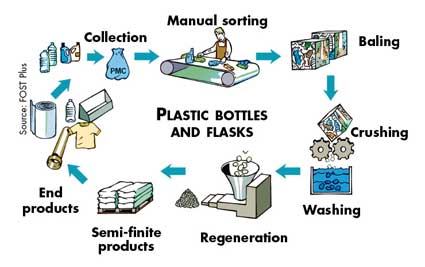 Manual sorting
Collection
Baling
PMC
Source: FOST Plus
PLASTIC BOTTLES
AND FLASKS
Crushing
End
products
Semi-finite
products
Regeneration
Washing